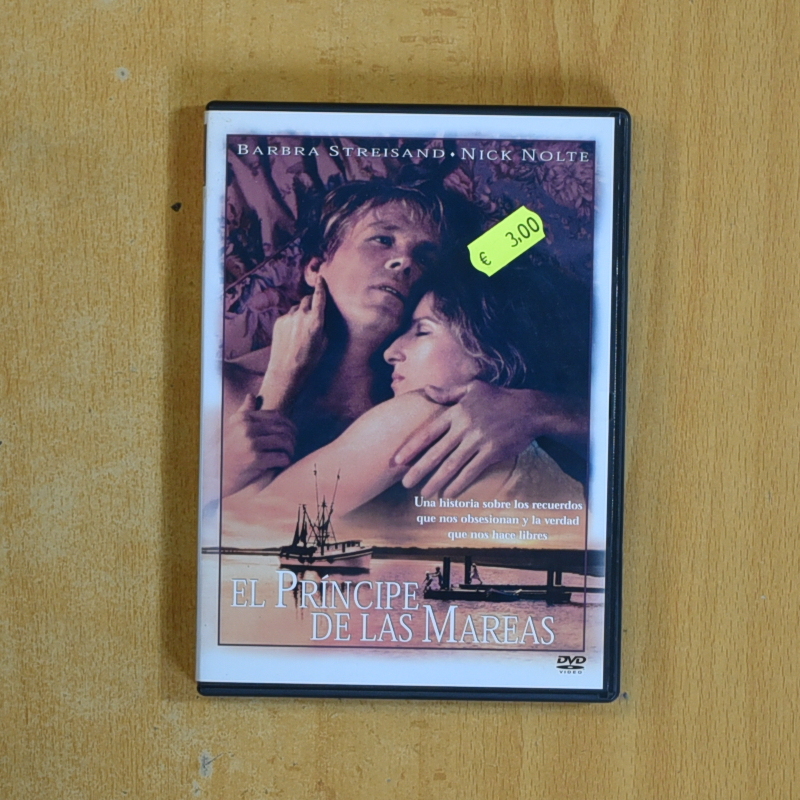 BARBRA STREISAND • NICK NOLTE
€ 3,00
Una historia sobre los recuerdos
que nos obsesionan y la verdad
que nos hace libres
EL PRÍNCIPE
DE LAS MAREAS
DVD
VIDEO